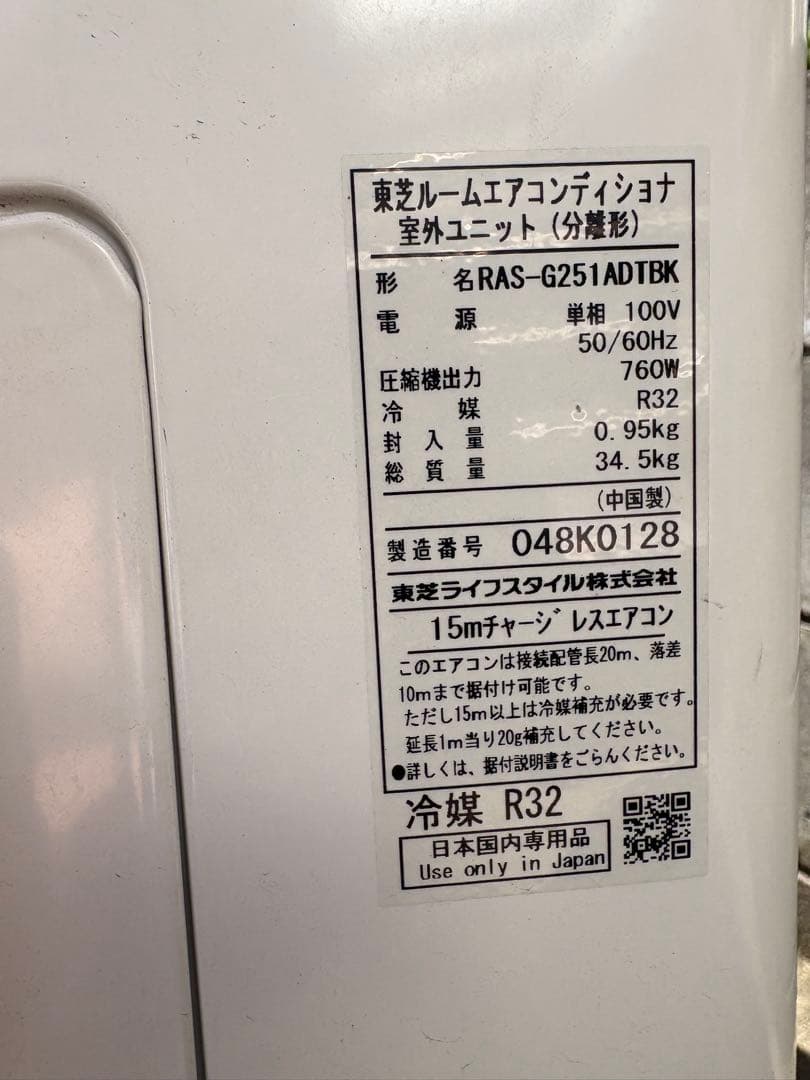 東芝ルームエアコンディショナ
室外ユニット(分離形)
形名 RAS-G251ADTBK
電源 単相 100V
50/60Hz
圧縮機出力 760W
冷媒 R32
封入量 0.95kg
総質量 34.5kg
(中国製)
製造番号 048K0128
東芝ライフスタイル株式会社
15mチャージレスエアコン
このエアコンは接続配管長20m、落差
10mまで据付け可能です。
ただし15m以上は冷媒補充が必要です。
延長1m当り20g補充してください。
●詳しくは、据付説明書をごらんください。
冷媒 R32
日本国内専用品
Use only in Japan